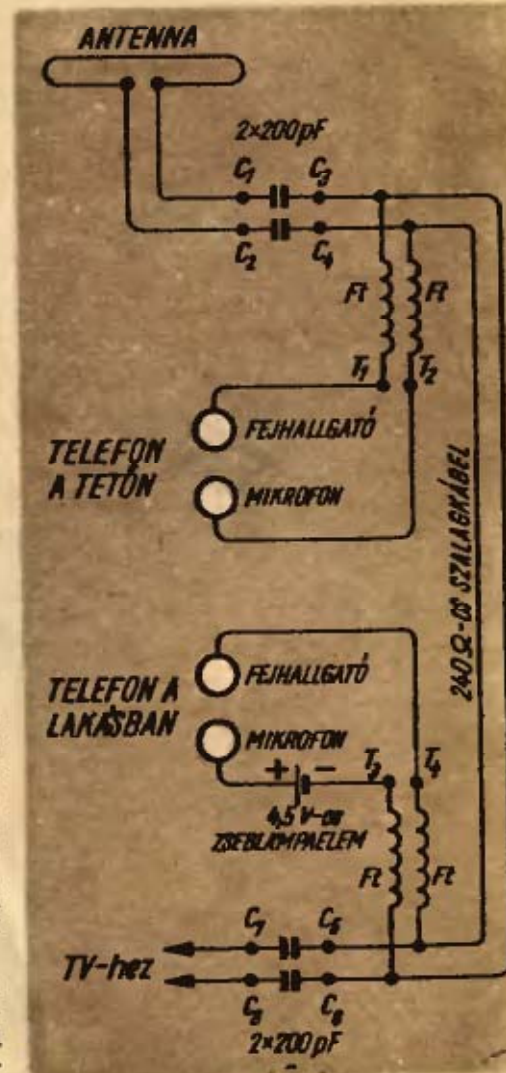 ANTENNA
2×200pF
C₁ C₃
C₂ C₄
Ft Ft
T₁ T₂
FEJHALLGATÓ
TELEFON
A TETŐN
MIKROFON
240 Ω-OS SZALAGKÁBEL
FEJHALLGATÓ
TELEFON A
LAKÁSBAN
MIKROFON
T₃ T₄
+ −
4,5 V-os
ZSEBLÁMPAELEM
Ft Ft
C₇ C₅
TV-hez
C₈ C₆
2×200pF